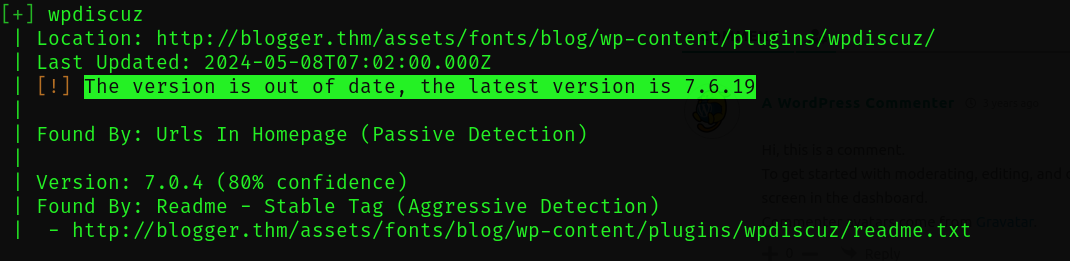 [+] wpdiscuz
| Location: http://blogger.thm/assets/fonts/blog/wp-content/plugins/wpdiscuz/
| Last Updated: 2024-05-08T07:02:00.000Z
| [!] The version is out of date, the latest version is 7.6.19
|
| Found By: Urls In Homepage (Passive Detection)
|
| Version: 7.0.4 (80% confidence)
| Found By: Readme - Stable Tag (Aggressive Detection)
|  - http://blogger.thm/assets/fonts/blog/wp-content/plugins/wpdiscuz/readme.txt
A WordPress Commenter
Hi, this is a comment.
To get started with moderating, editing, and
screen in the dashboard.
Commenter avatars come from Gravatar.